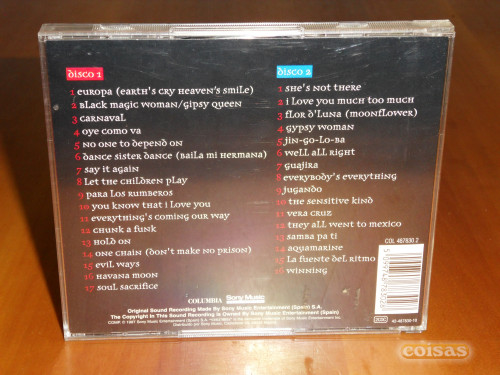 disco 1
1 europa (earth's cry heaven's smile)
2 black magic woman/gipsy queen
3 carnaval
4 oye como va
5 no one to depend on
6 dance sister dance (baila mi hermana)
7 say it again
8 let the children play
9 para los rumberos
10 you know that i love you
11 everything's coming our way
12 chunk a funk
13 hold on
14 one chain (don't make no prison)
15 evil ways
16 havana moon
17 soul sacrifice
disco 2
1 she's not there
2 i love you much too much
3 flor d'luna (moonflower)
4 gypsy woman
5 jin-go-lo-ba
6 well all right
7 guajira
8 everybody's everything
9 jugando
10 the sensitive kind
11 vera cruz
12 they all went to mexico
13 samba pa ti
14 aquamarine
15 la fuente del ritmo
16 winning
COL 467830 2
COLUMBIA
Sony Music
Original Sound Recording Made By Sony Music Entertainment (Spain) S.A.
The Copyright In This Sound Recording is Owned By Sony Music Entertainment (Spain)
coisas